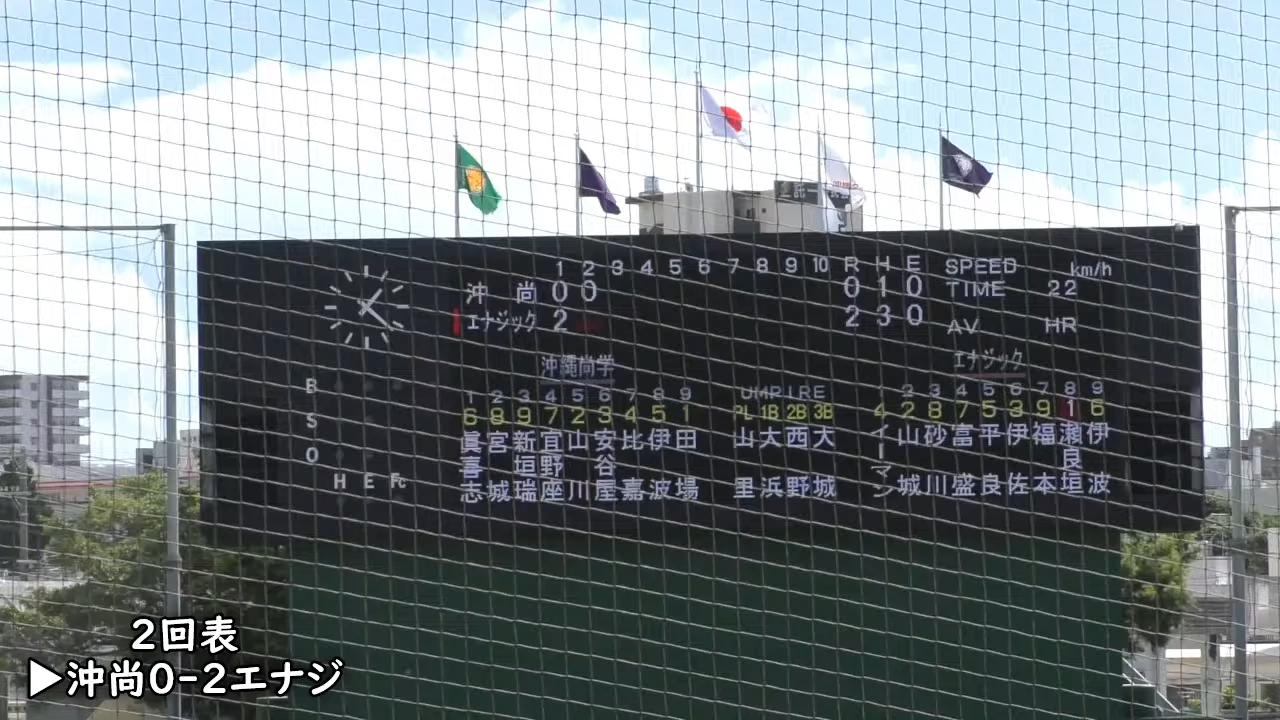 1 2 3 4 5 6 7 8 9 10 R H E SPEED km/h
沖尚 0 0 0 1 0 TIME 22
エナジック 2 2 3 0 AV HR
沖縄尚学 エナジック
B 1 2 3 4 5 6 7 8 9 UMPIRE 2 3 4 5 6 7 8 9
S 6 8 9 7 2 3 4 5 1 PL 1B 2B 3B 4 2 8 7 5 3 9 1 6
O 眞喜志 宮城 新垣瑞 宜野座 山川 安谷屋 比嘉 伊波 田場 山里 大浜 西野 大城 イーマン 山城 砂川 富盛 平良 伊佐 福本 瀬良垣 伊波
H E Fc
2回表
▶沖尚0-2エナジ